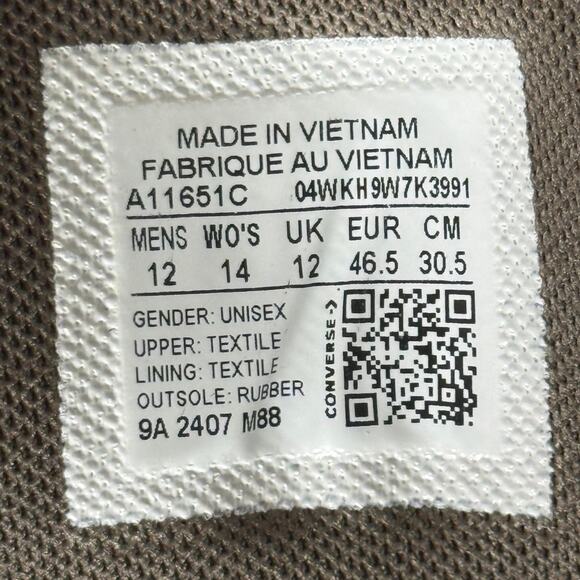 MADE IN VIETNAM
FABRIQUE AU VIETNAM
A11651C 04WKH9W7K3991
MENS WO'S UK EUR CM
12 14 12 46.5 30.5
GENDER: UNISEX
UPPER: TEXTILE
LINING: TEXTILE
OUTSOLE: RUBBER
9A 2407 M88
CONVERSE ->